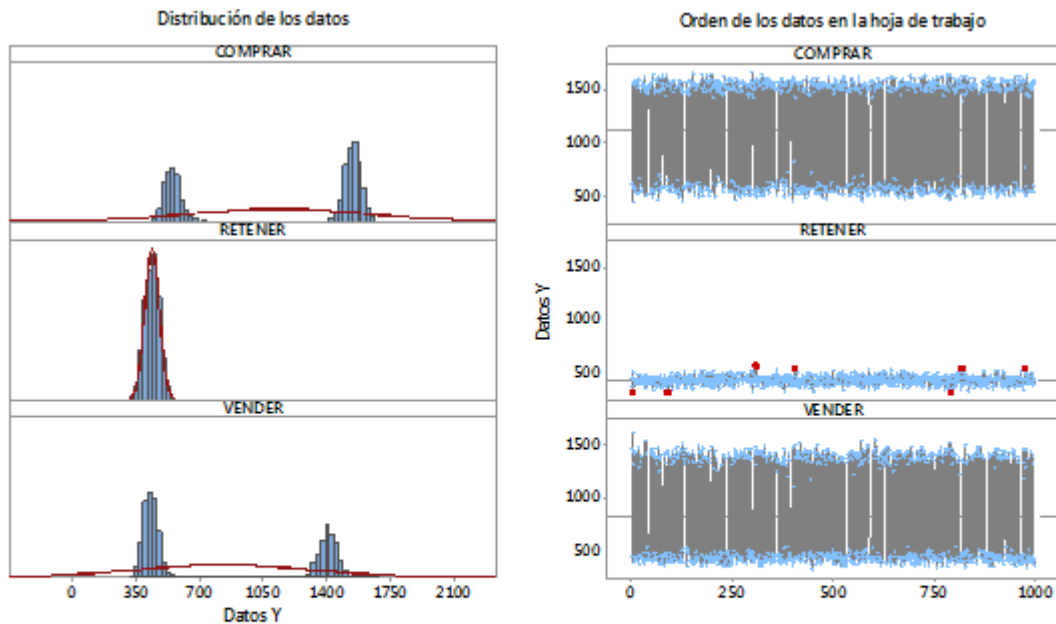 Distribución de los datos
COMPRAR
RETENER
VENDER
0 350 700 1050 1400 1750 2100
Datos Y
Orden de los datos en la hoja de trabajo
COMPRAR
1500
1000
500
RETENER
1500
1000
500
VENDER
1500
1000
500
Datos Y
0 250 500 750 1000